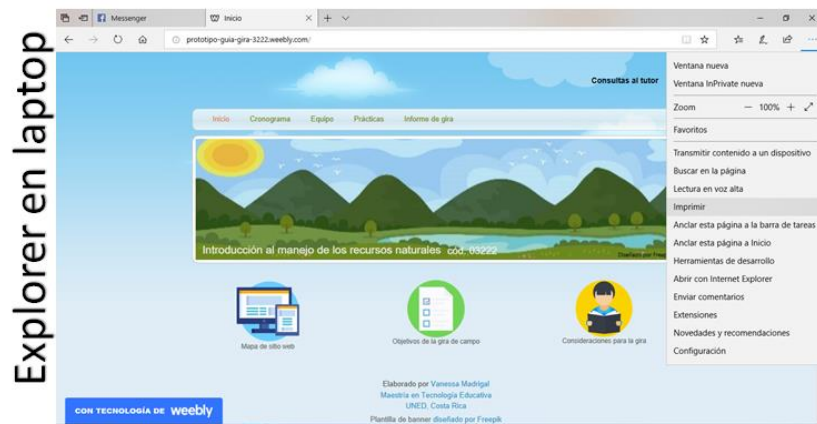 Explorer en laptop
Messenger
Inicio
prototipo-guia-gira-3222.weebly.com/
Consultas al tutor
Inicio Cronograma Equipo Prácticas Informe de gira
Introducción al manejo de los recursos naturales cód. 03222
Diseñado por Freepik
Mapa de sitio web
Objetivos de la gira de campo
Consideraciones para la gira
Elaborado por Vanessa Madrigal
Maestría en Tecnología Educativa
UNED, Costa Rica
Plantilla de banner diseñado por Freepik
CON TECNOLOGÍA DE weebly
Ventana nueva
Ventana InPrivate nueva
Zoom 100%
Favoritos
Transmitir contenido a un dispositivo
Buscar en la página
Lectura en voz alta
Imprimir
Anclar esta página a la barra de tareas
Anclar esta página a Inicio
Herramientas de desarrollo
Abrir con Internet Explorer
Enviar comentarios
Extensiones
Novedades y recomendaciones
Configuración